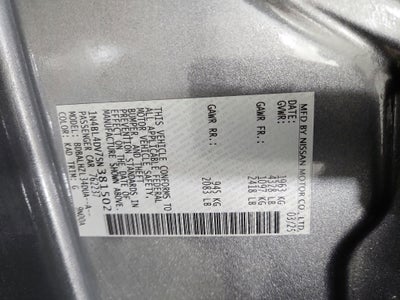 MFD BY NISSAN MOTOR CO., LTD.
DATE: 03/25
GVWR: 1963 KG
4328 LB
GAWR FR.: 1097 KG
2418 LB
GAWR RR.: 945 KG
2083 LB
THIS VEHICLE CONFORMS TO
ALL APPLICABLE FEDERAL
MOTOR VEHICLE SAFETY,
BUMPER, AND THEFT
PREVENTION STANDARDS IN
EFFECT ON THE DATE OF
MANUFACTURE SHOWN ABOVE.
1N4BL4DV7SN381502
PASSENGER CAR
COLOR: KAD TRIM